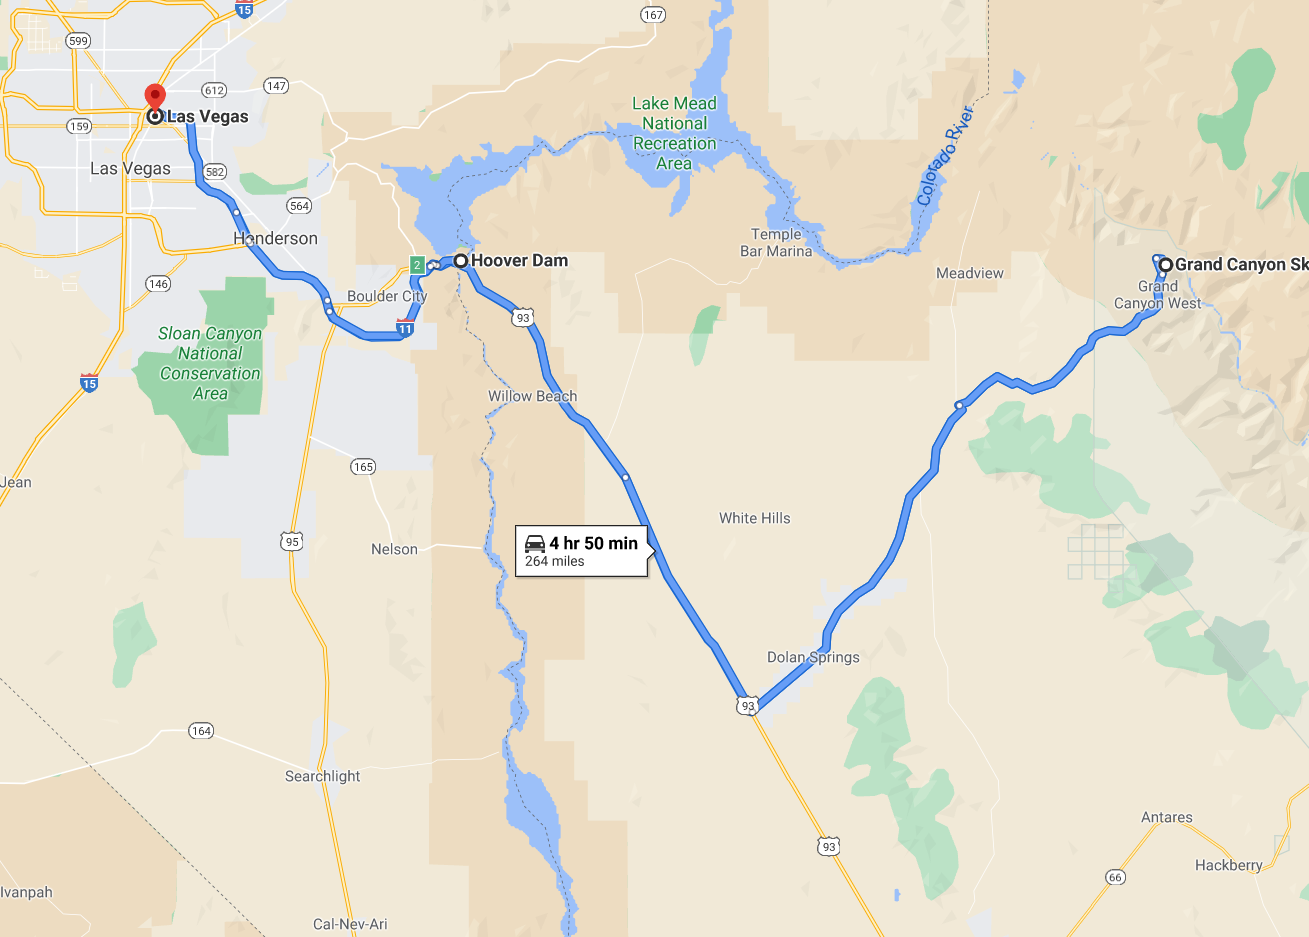 15
167
599
147
612
Las Vegas
159
Las Vegas
582
Lake Mead
National
Recreation
Area
Colorado River
564
Henderson
Temple
Bar Marina
Hoover Dam
2
Meadview
Grand Canyon Sk
Grand
Canyon West
146
Boulder City
93
11
Sloan Canyon
National
Conservation
Area
15
Willow Beach
165
Jean
White Hills
95
Nelson
4 hr 50 min
264 miles
Dolan Springs
93
164
Searchlight
Antares
93
Hackberry
66
Ivanpah
Cal-Nev-Ari